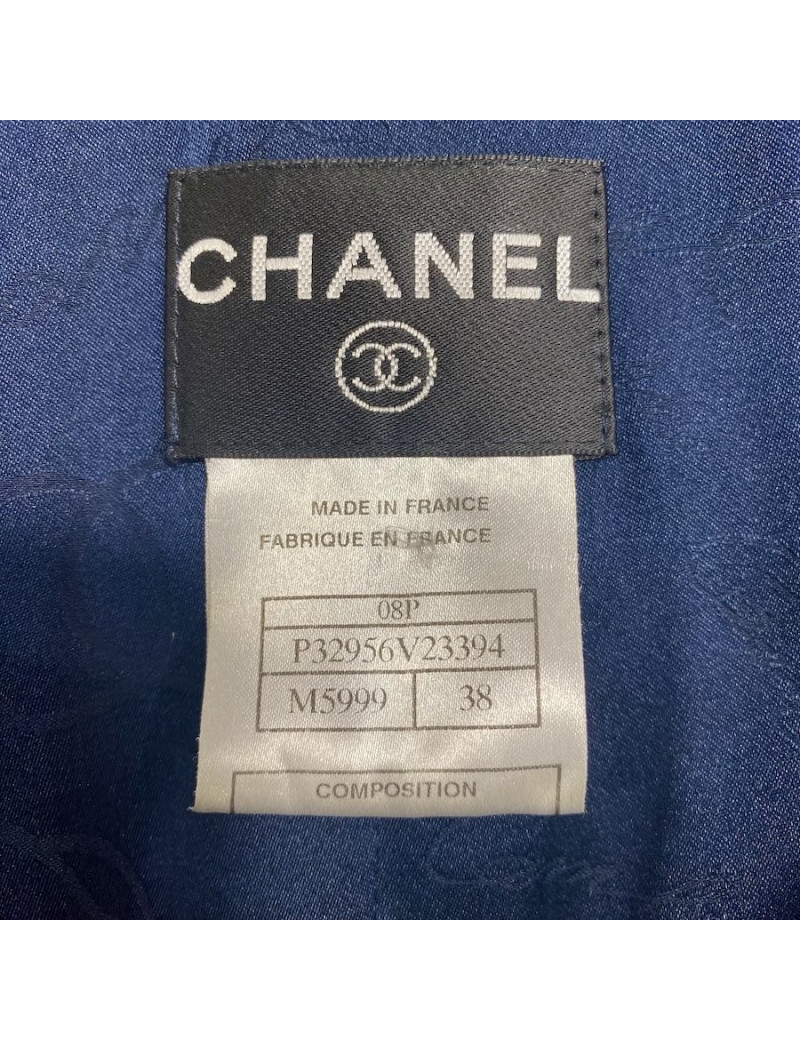 CHANEL
MADE IN FRANCE
FABRIQUE EN FRANCE
08P
P32956V23394
M5999 38
COMPOSITION